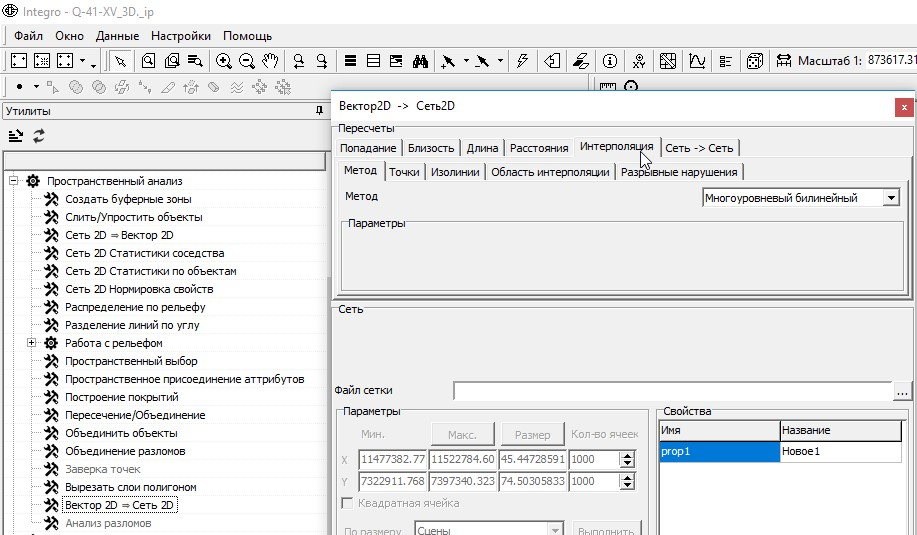 Integro - Q-41-XV_3D._ip
Файл Окно Данные Настройки Помощь
Масштаб 1: 873617.31
Утилиты
Пространственный анализ
Создать буферные зоны
Слить/Упростить объекты
Сеть 2D ⇒ Вектор 2D
Сеть 2D Статистики соседства
Сеть 2D Статистики по объектам
Сеть 2D Нормировка свойств
Распределение по рельефу
Разделение линий по углу
Работа с рельефом
Пространственный выбор
Пространственное присоединение аттрибутов
Построение покрытий
Пересечение/Объединение
Объединить объекты
Объединение разломов
Заверка точек
Вырезать слои полигоном
Вектор 2D ⇒ Сеть 2D
Анализ разломов
Вектор2D -> Сеть2D
x
Пересчеты
Попадание Близость Длина Расстояния Интерполяция Сеть -> Сеть
Метод Точки Изолинии Область интерполяции Разрывные нарушения
Метод Многоуровневый билинейный
Параметры
Сеть
Файл сетки ...
Параметры
Мин. Макс. Размер Кол-во ячеек
X 11477382.77 11522784.60 45.44728591 1000
Y 7322911.768 7397340.323 74.50305833 1000
Квадратная ячейка
По размеру Сцены Выполнить
Свойства
Имя Название
prop1 Новое1